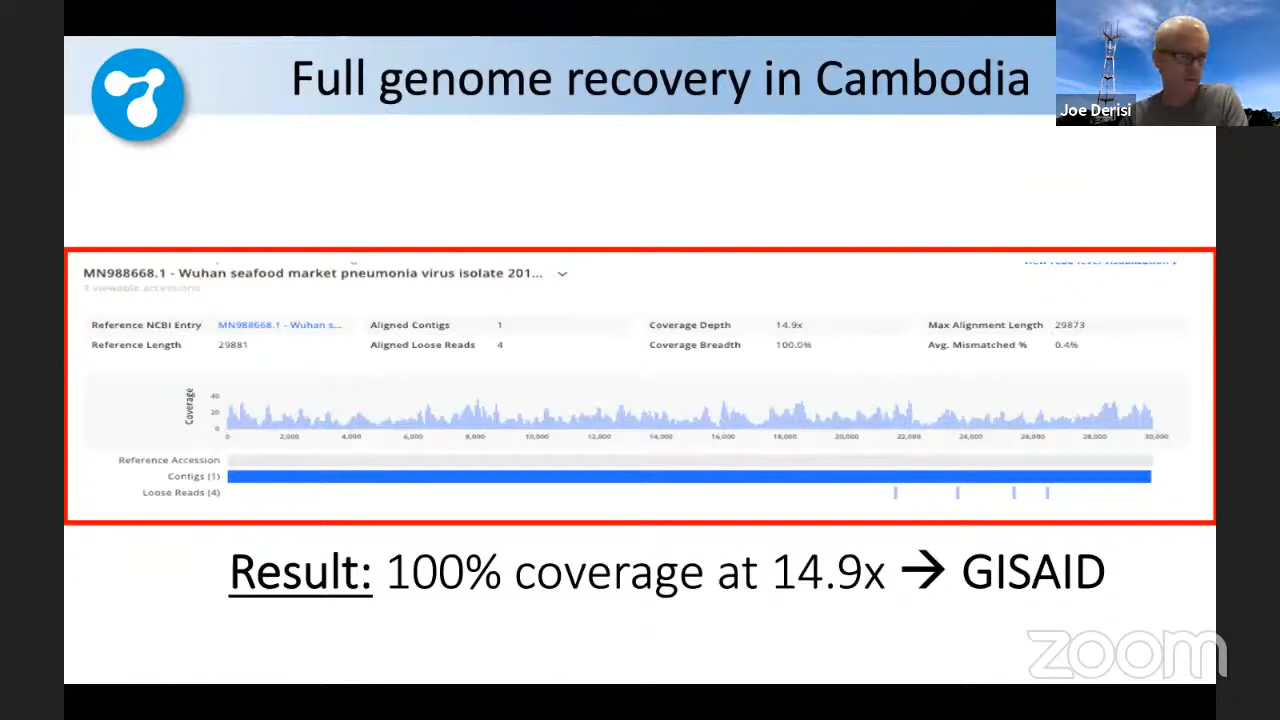 Full genome recovery in Cambodia
Joe Derisi
MN988668.1 - Wuhan seafood market pneumonia virus isolate 201...
3 viewable accessions
Reference NCBI Entry MN988668.1 - Wuhan s... Aligned Contigs 1 Coverage Depth 14.9x Max Alignment Length 29873
Reference Length 29881 Aligned Loose Reads 4 Coverage Breadth 100.0% Avg. Mismatched % 0.4%
Coverage
40
20
0
0 2,000 4,000 6,000 8,000 10,000 12,000 14,000 16,000 18,000 20,000 22,000 24,000 26,000 28,000 30,000
Reference Accession
Contigs (1)
Loose Reads (4)
Result: 100% coverage at 14.9x → GISAID
zoom